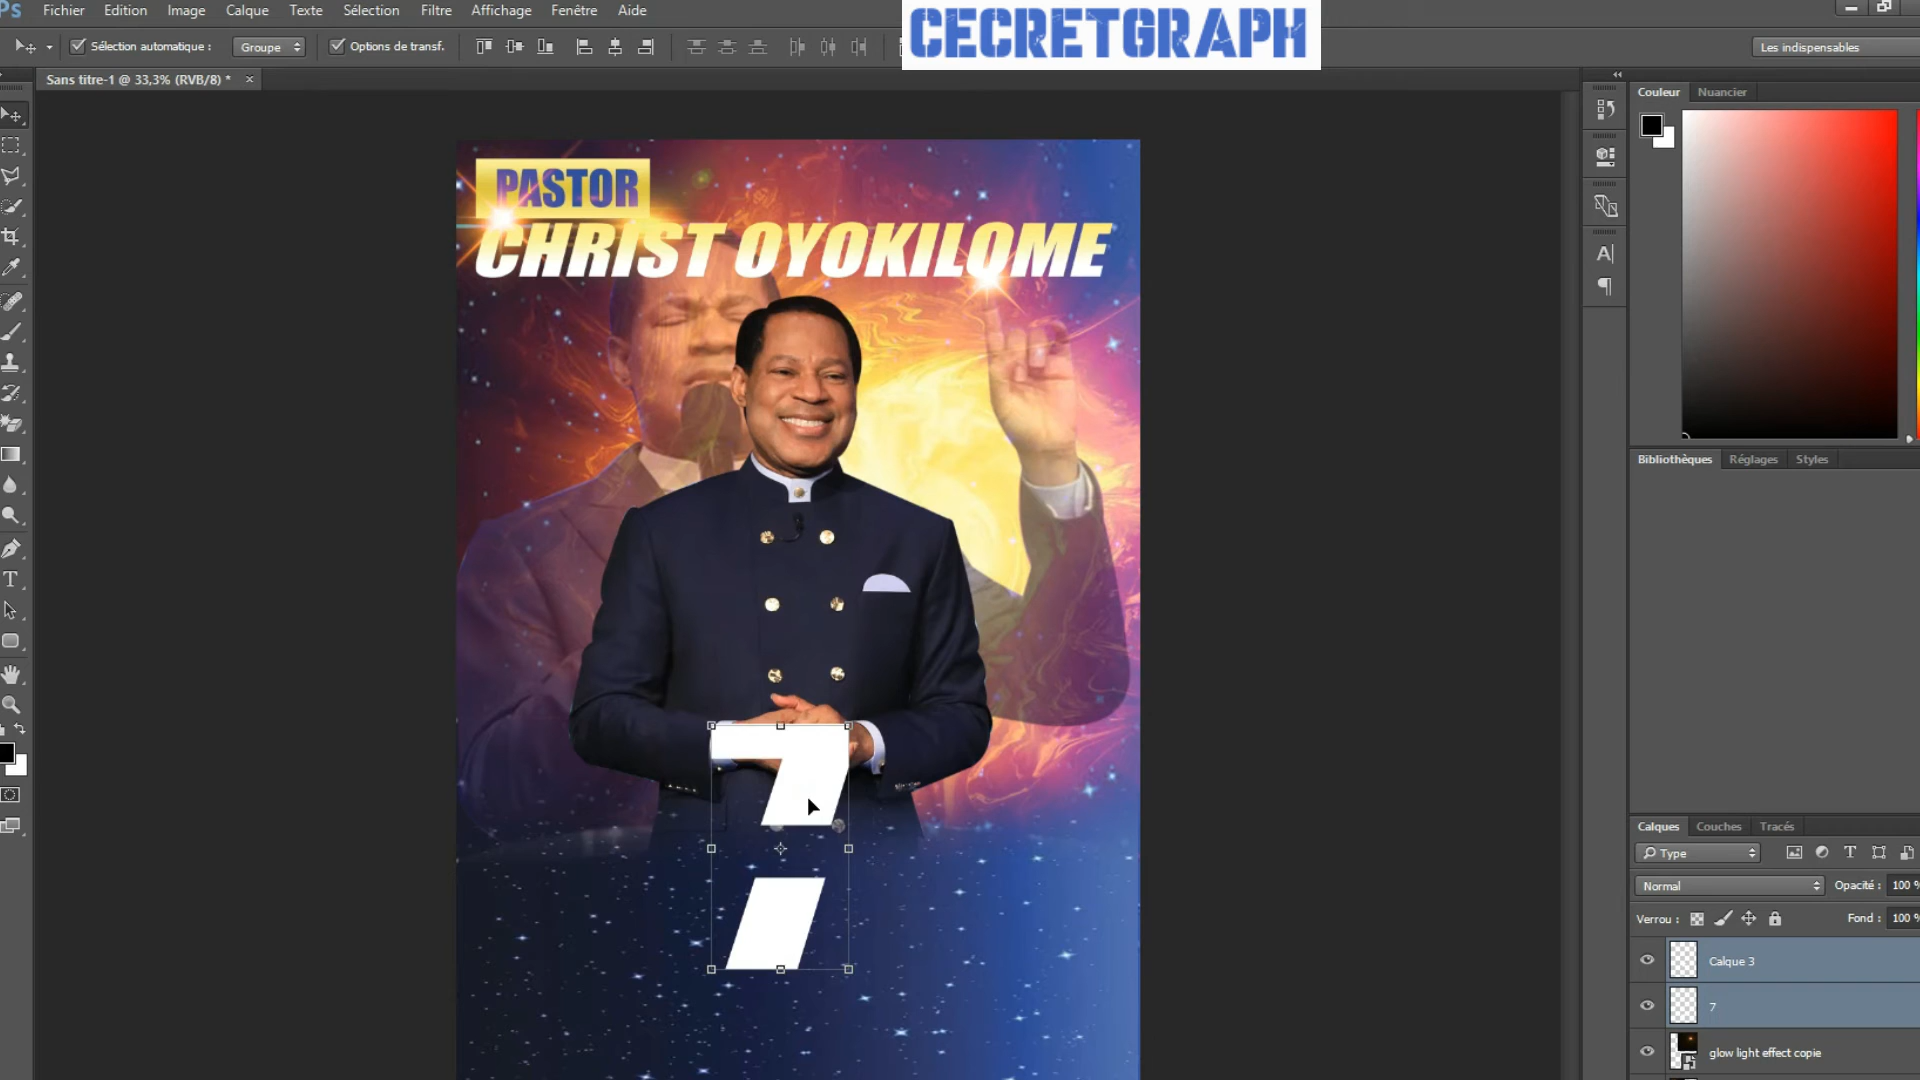 Ps Fichier Edition Image Calque Texte Sélection Filtre Affichage Fenêtre Aide
CECRETGRAPH
Sélection automatique : Groupe Options de transf. Les indispensables
Sans titre-1 @ 33,3% (RVB/8) * ×
Couleur Nuancier
PASTOR
CHRIST OYOKILOME
Bibliothèques Réglages Styles
7
Calques Couches Tracés
Type
Normal Opacité : 100 %
Verrou : Fond : 100 %
Calque 3
7
glow light effect copie